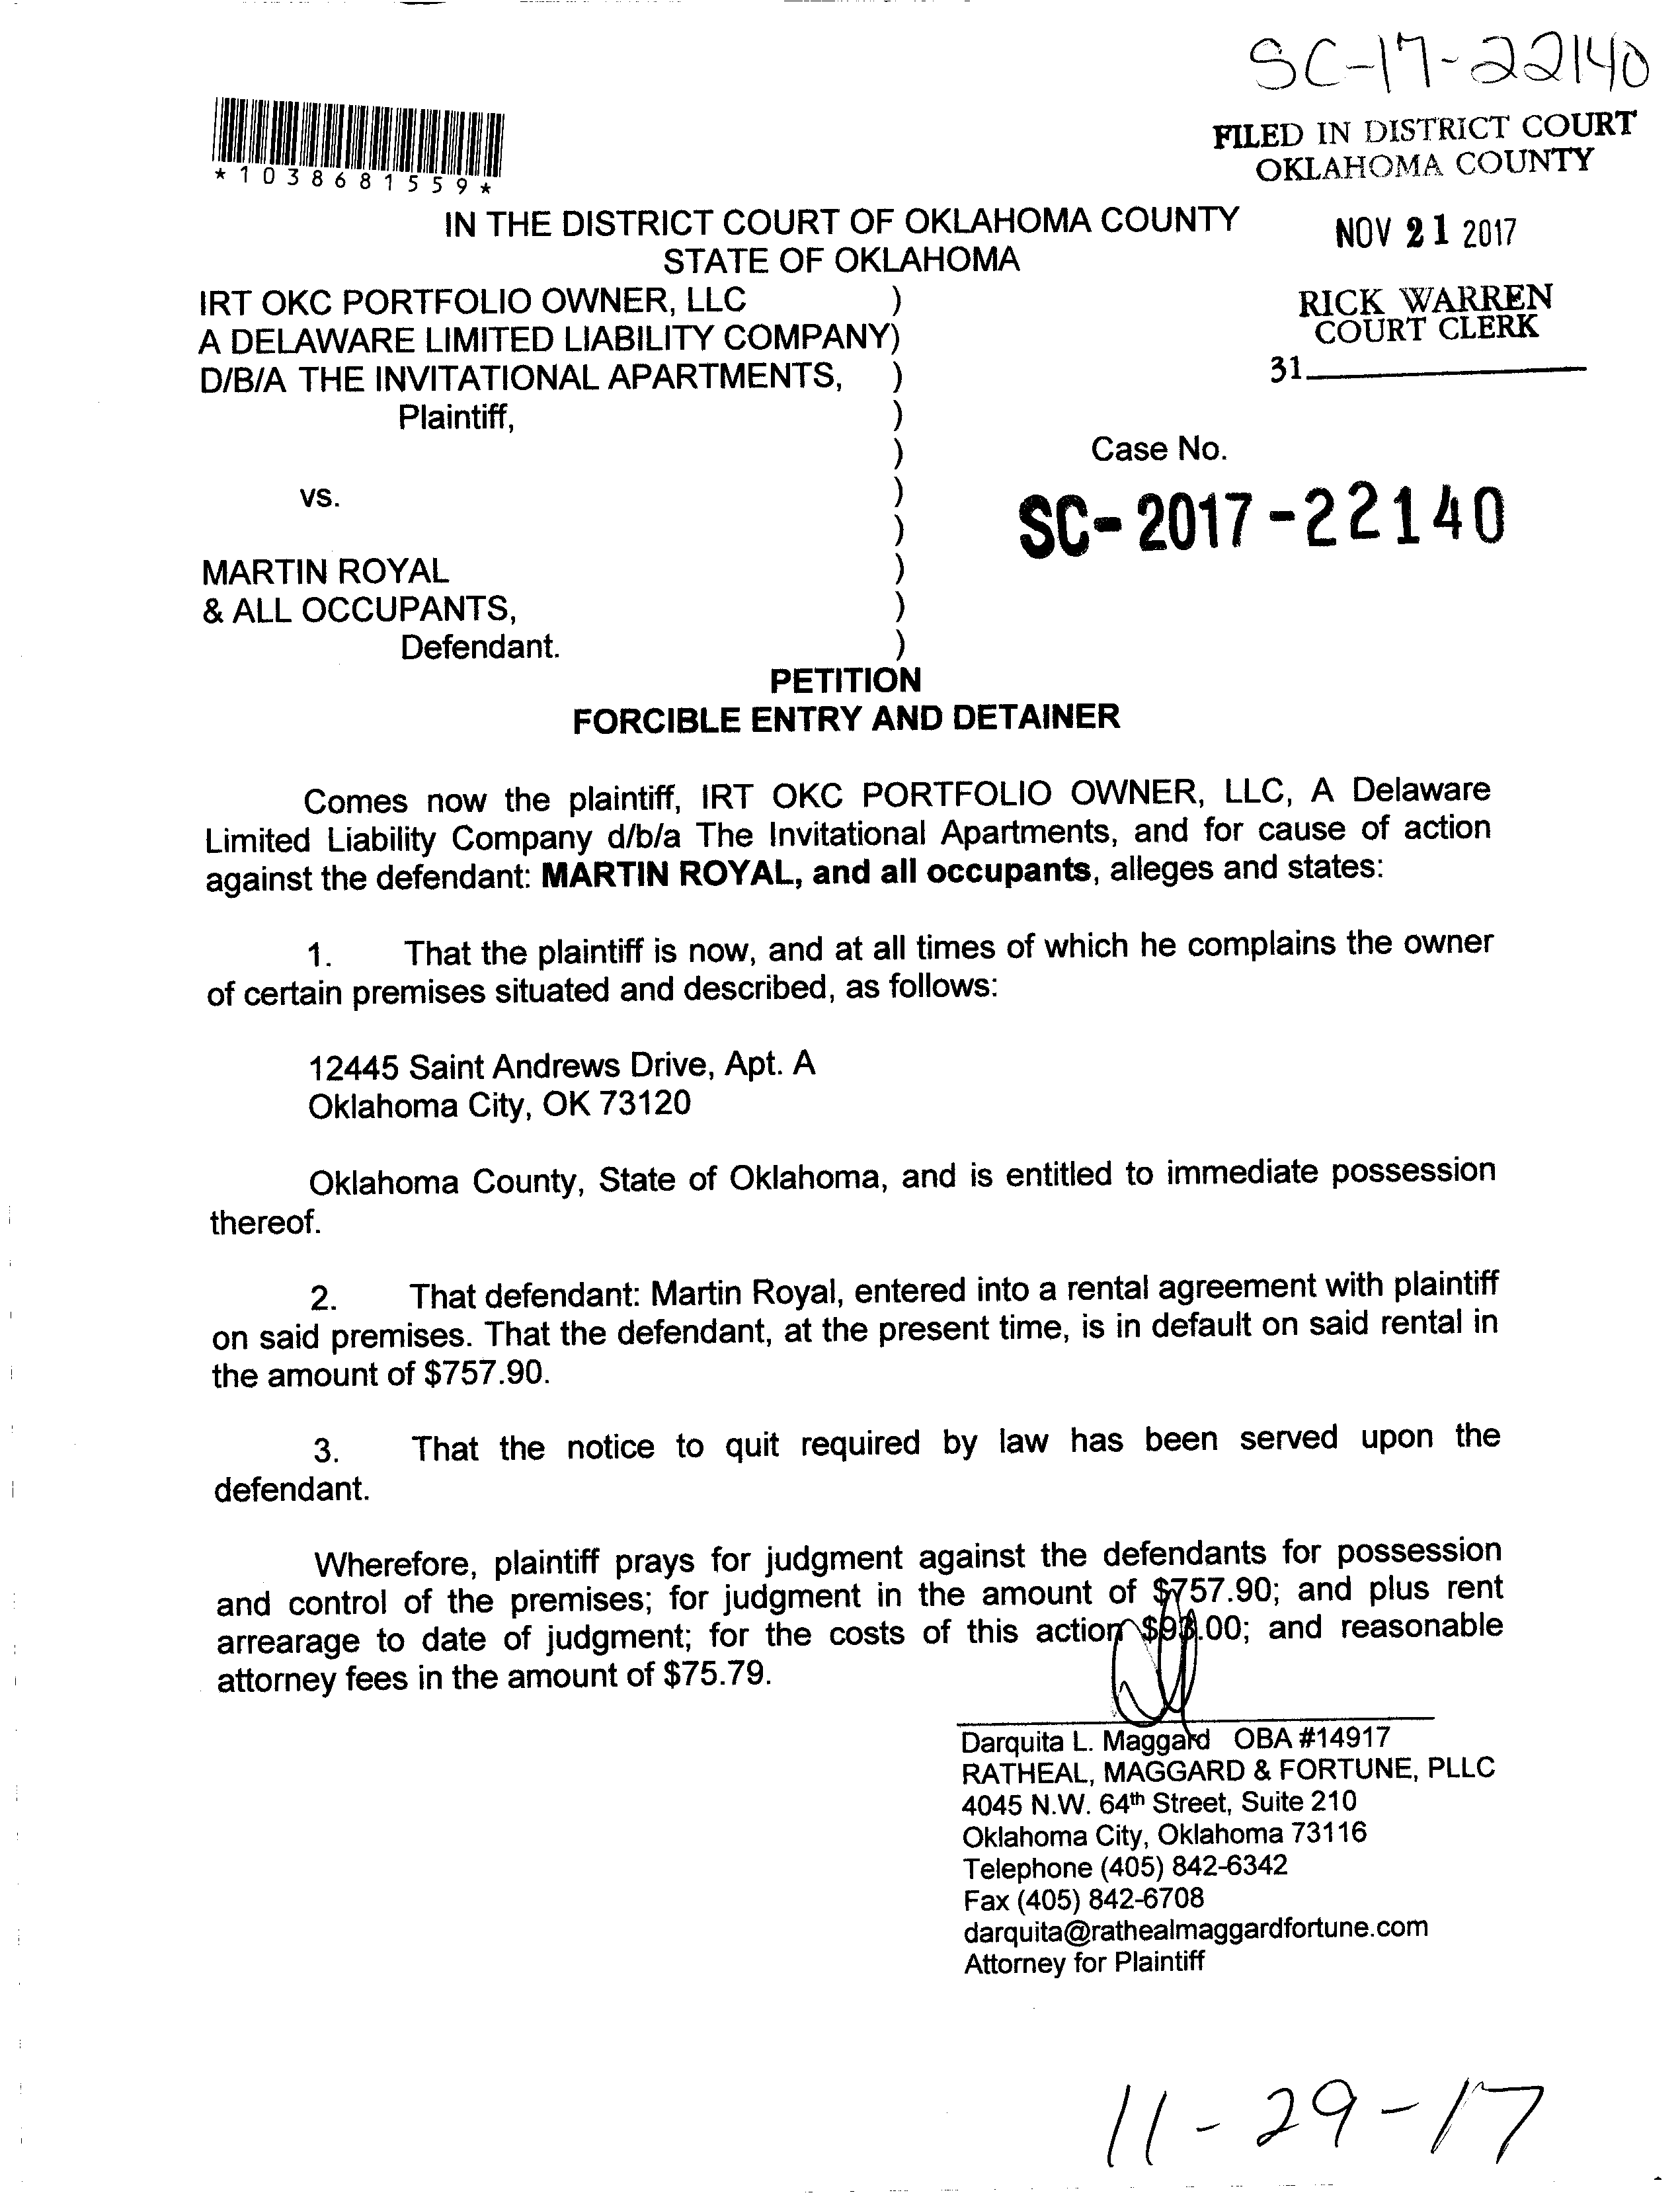 SC-17-22140
FILED IN DISTRICT COURT
OKLAHOMA COUNTY
*1038681559*
IN THE DISTRICT COURT OF OKLAHOMA COUNTY
STATE OF OKLAHOMA
NOV 21 2017
IRT OKC PORTFOLIO OWNER, LLC )
A DELAWARE LIMITED LIABILITY COMPANY)
D/B/A THE INVITATIONAL APARTMENTS, )
Plaintiff, )
)
vs. )
)
MARTIN ROYAL )
& ALL OCCUPANTS, )
Defendant. )
RICK WARREN
COURT CLERK
31
Case No.
SC-2017-22140
PETITION
FORCIBLE ENTRY AND DETAINER
Comes now the plaintiff, IRT OKC PORTFOLIO OWNER, LLC, A Delaware
Limited Liability Company d/b/a The Invitational Apartments, and for cause of action
against the defendant: MARTIN ROYAL, and all occupants, alleges and states:
1. That the plaintiff is now, and at all times of which he complains the owner
of certain premises situated and described, as follows:
12445 Saint Andrews Drive, Apt. A
Oklahoma City, OK 73120
Oklahoma County, State of Oklahoma, and is entitled to immediate possession
thereof.
2. That defendant: Martin Royal, entered into a rental agreement with plaintiff
on said premises. That the defendant, at the present time, is in default on said rental in
the amount of $757.90.
3. That the notice to quit required by law has been served upon the
defendant.
Wherefore, plaintiff prays for judgment against the defendants for possession
and control of the premises; for judgment in the amount of $757.90; and plus rent
arrearage to date of judgment; for the costs of this action and reasonable
attorney fees in the amount of $75.79.
Darquita L. Maggard OBA #14917
RATHEAL, MAGGARD & FORTUNE, PLLC
4045 N.W. 64th Street, Suite 210
Oklahoma City, Oklahoma 73116
Telephone (405) 842-6342
Fax (405) 842-6708
darquita@rathealmaggardfortune.com
Attorney for Plaintiff
11-29-17